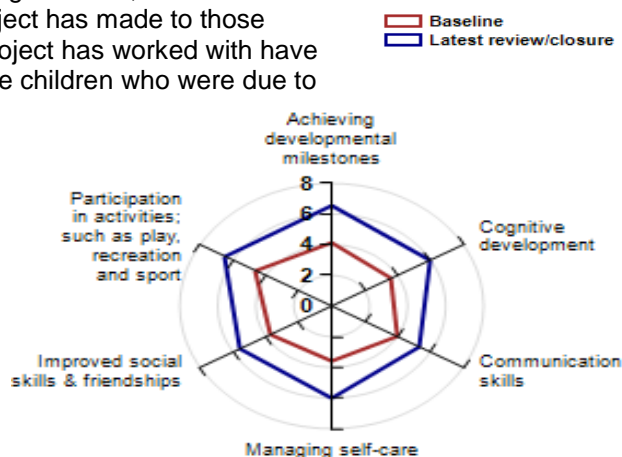 ject has made to those
oject has worked with have
e children who were due to
Baseline
Latest review/closure
Achieving
developmental
milestones
8
6
4
2
0
Participation
in activities;
such as play,
recreation
and sport
Cognitive
development
Improved social
skills & friendships
Communication
skills
Managing self-care